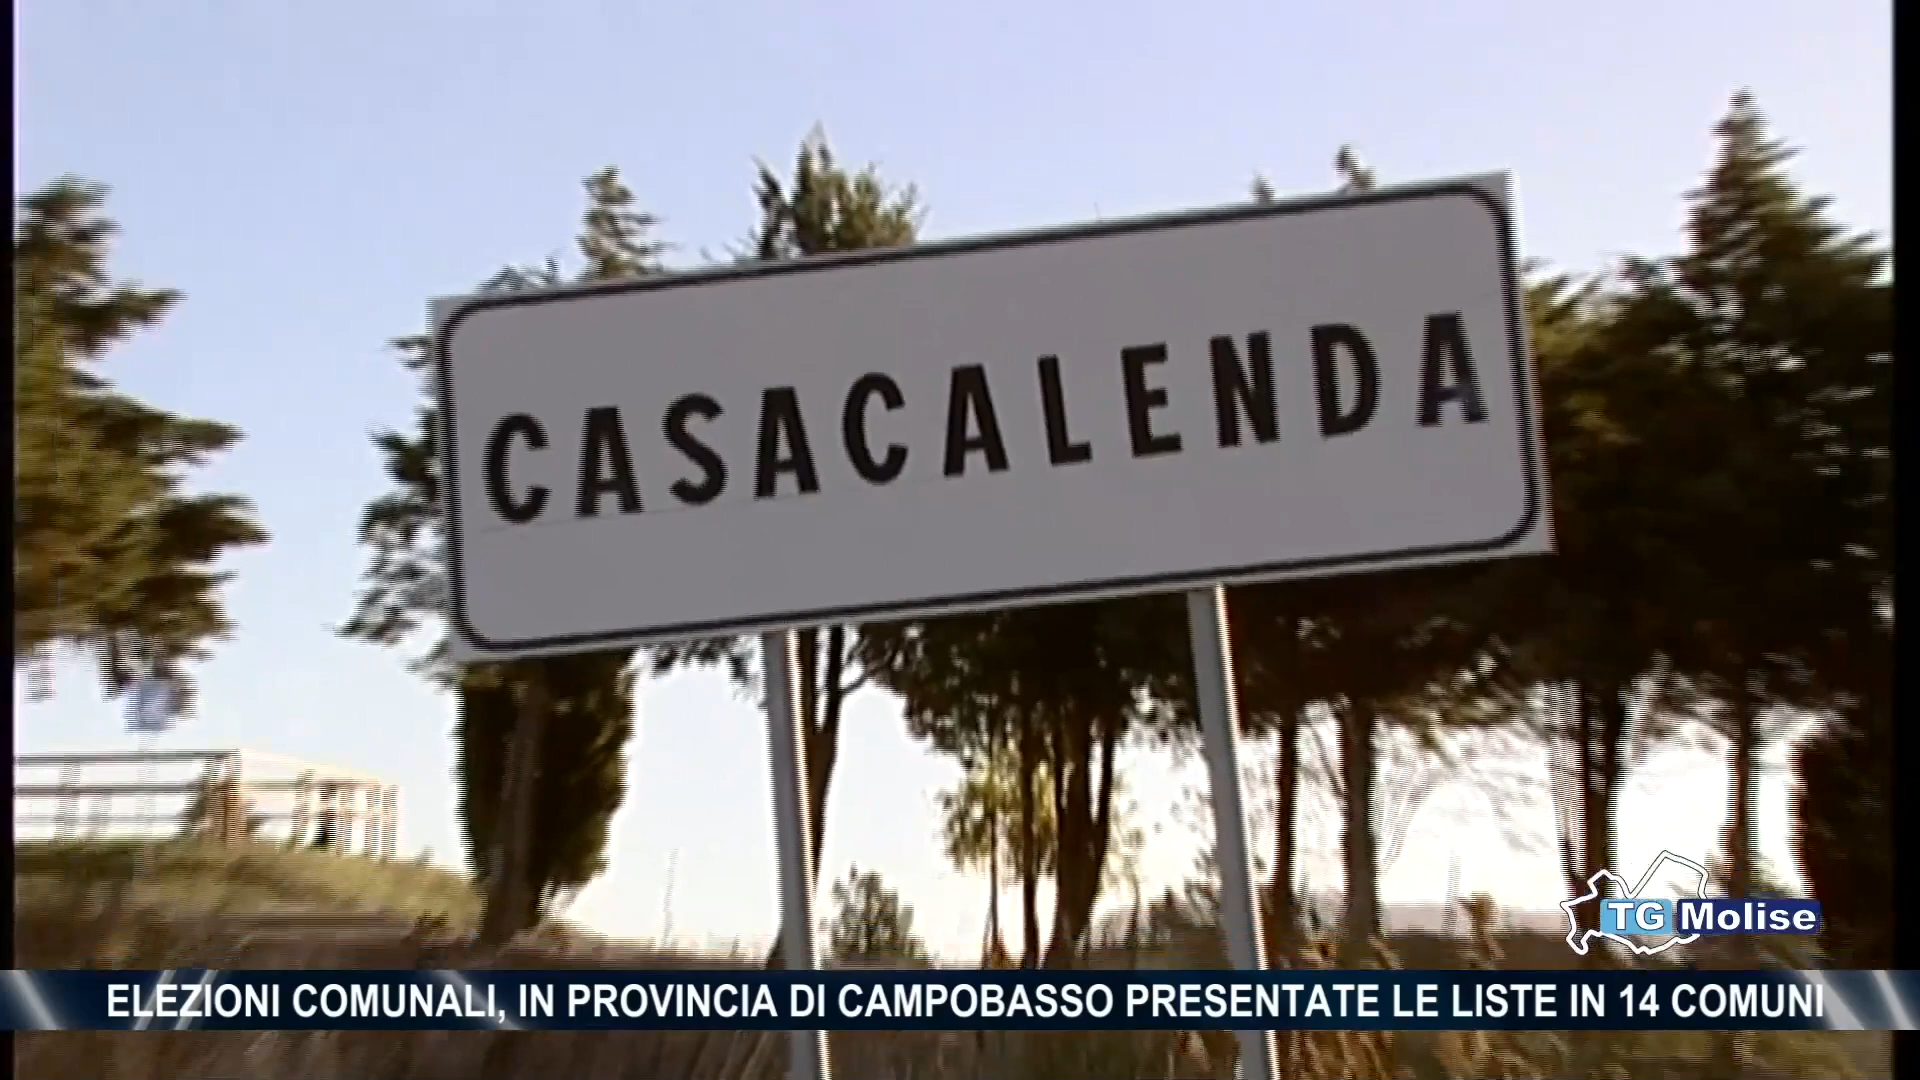 CASACALENDA
TG Molise
ELEZIONI COMUNALI, IN PROVINCIA DI CAMPOBASSO PRESENTATE LE LISTE IN 14 COMUNI